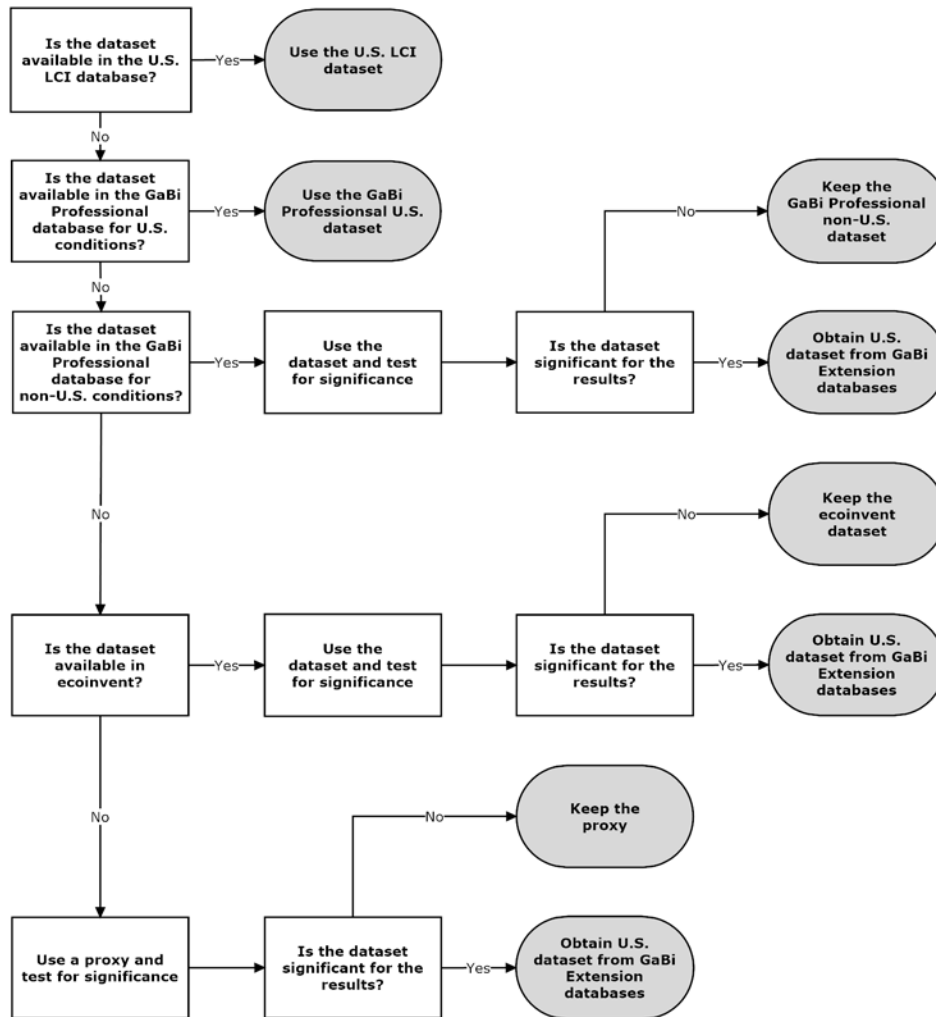 Is the dataset
available in the U.S.
LCI database?
Yes
Use the U.S. LCI
dataset
No
Is the dataset
available in the GaBi
Professional
database for U.S.
conditions?
Yes
Use the GaBi
Professionsal U.S.
dataset
No
Keep the
GaBi Professional
non-U.S.
dataset
No
Is the dataset
available in the GaBi
Professional
database for
non-U.S. conditions?
Yes
Use the
dataset and test
for significance
Is the dataset
significant for the
results?
Yes
Obtain U.S.
dataset from GaBi
Extension
databases
No
No
Keep the
ecoinvent
dataset
Is the dataset
available in
ecoinvent?
Yes
Use the
dataset and test
for significance
Is the dataset
significant for the
results?
Yes
Obtain U.S.
dataset from GaBi
Extension
databases
No
No
Keep the
proxy
Use a proxy and
test for significance
Is the dataset
significant for the
results?
Yes
Obtain U.S.
dataset from GaBi
Extension
databases